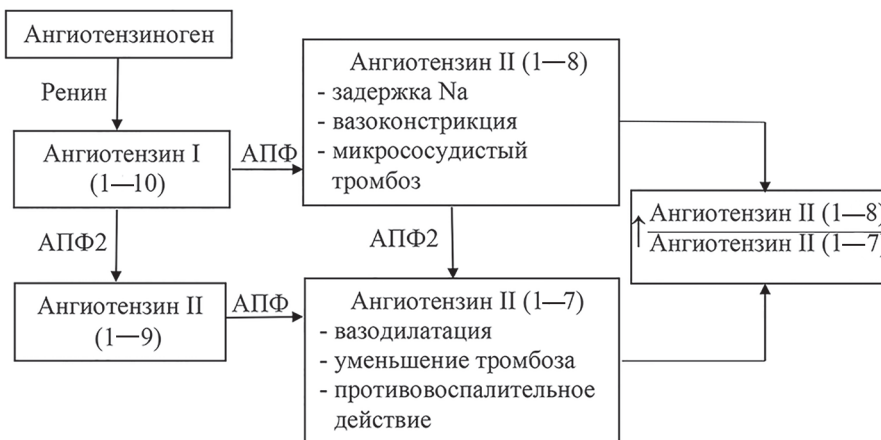 Ангиотензиноген
Ренин
Ангиотензин I
(1—10)
АПФ
АПФ2
Ангиотензин II
(1—9)
АПФ
Ангиотензин II (1—8)
- задержка Na
- вазоконстрикция
- микрососудистый
тромбоз
АПФ2
Ангиотензин II (1—7)
- вазодилатация
- уменьшение тромбоза
- противовоспалительное
действие
↑ Ангиотензин II (1—8)
Ангиотензин II (1—7)